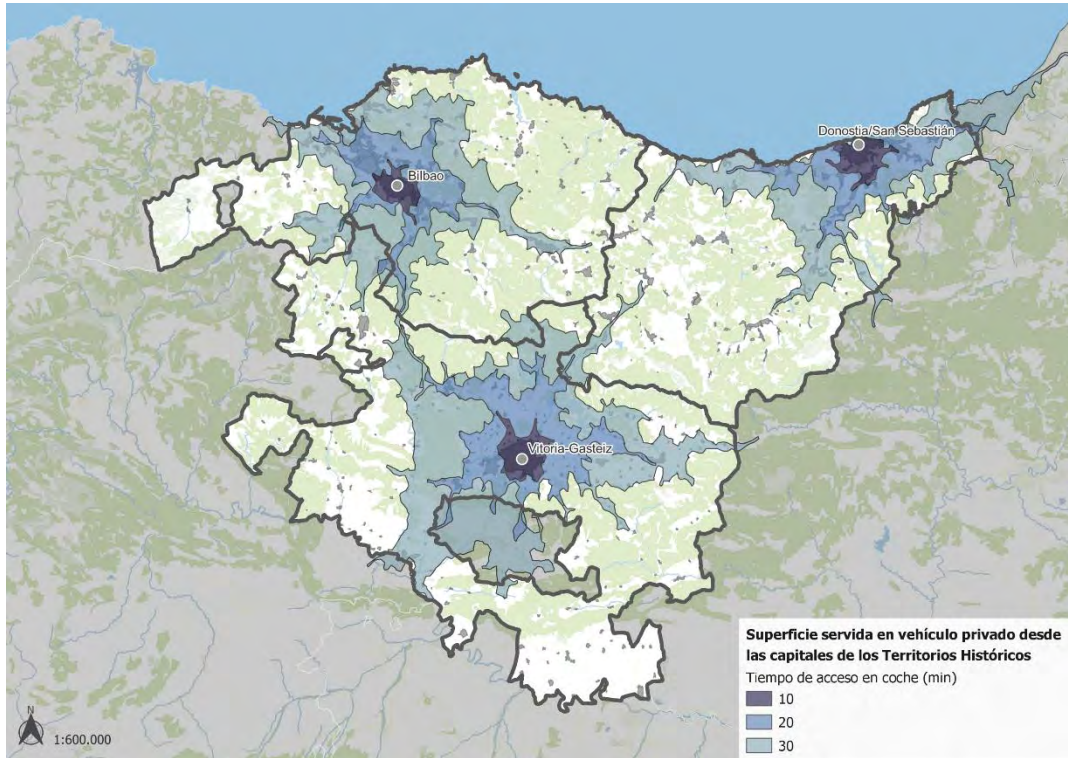 Donostia/San Sebastián
Bilbao
Vitoria-Gasteiz
Superficie servida en vehículo privado desde
las capitales de los Territorios Históricos
Tiempo de acceso en coche (min)
10
20
30
N
1:600.000